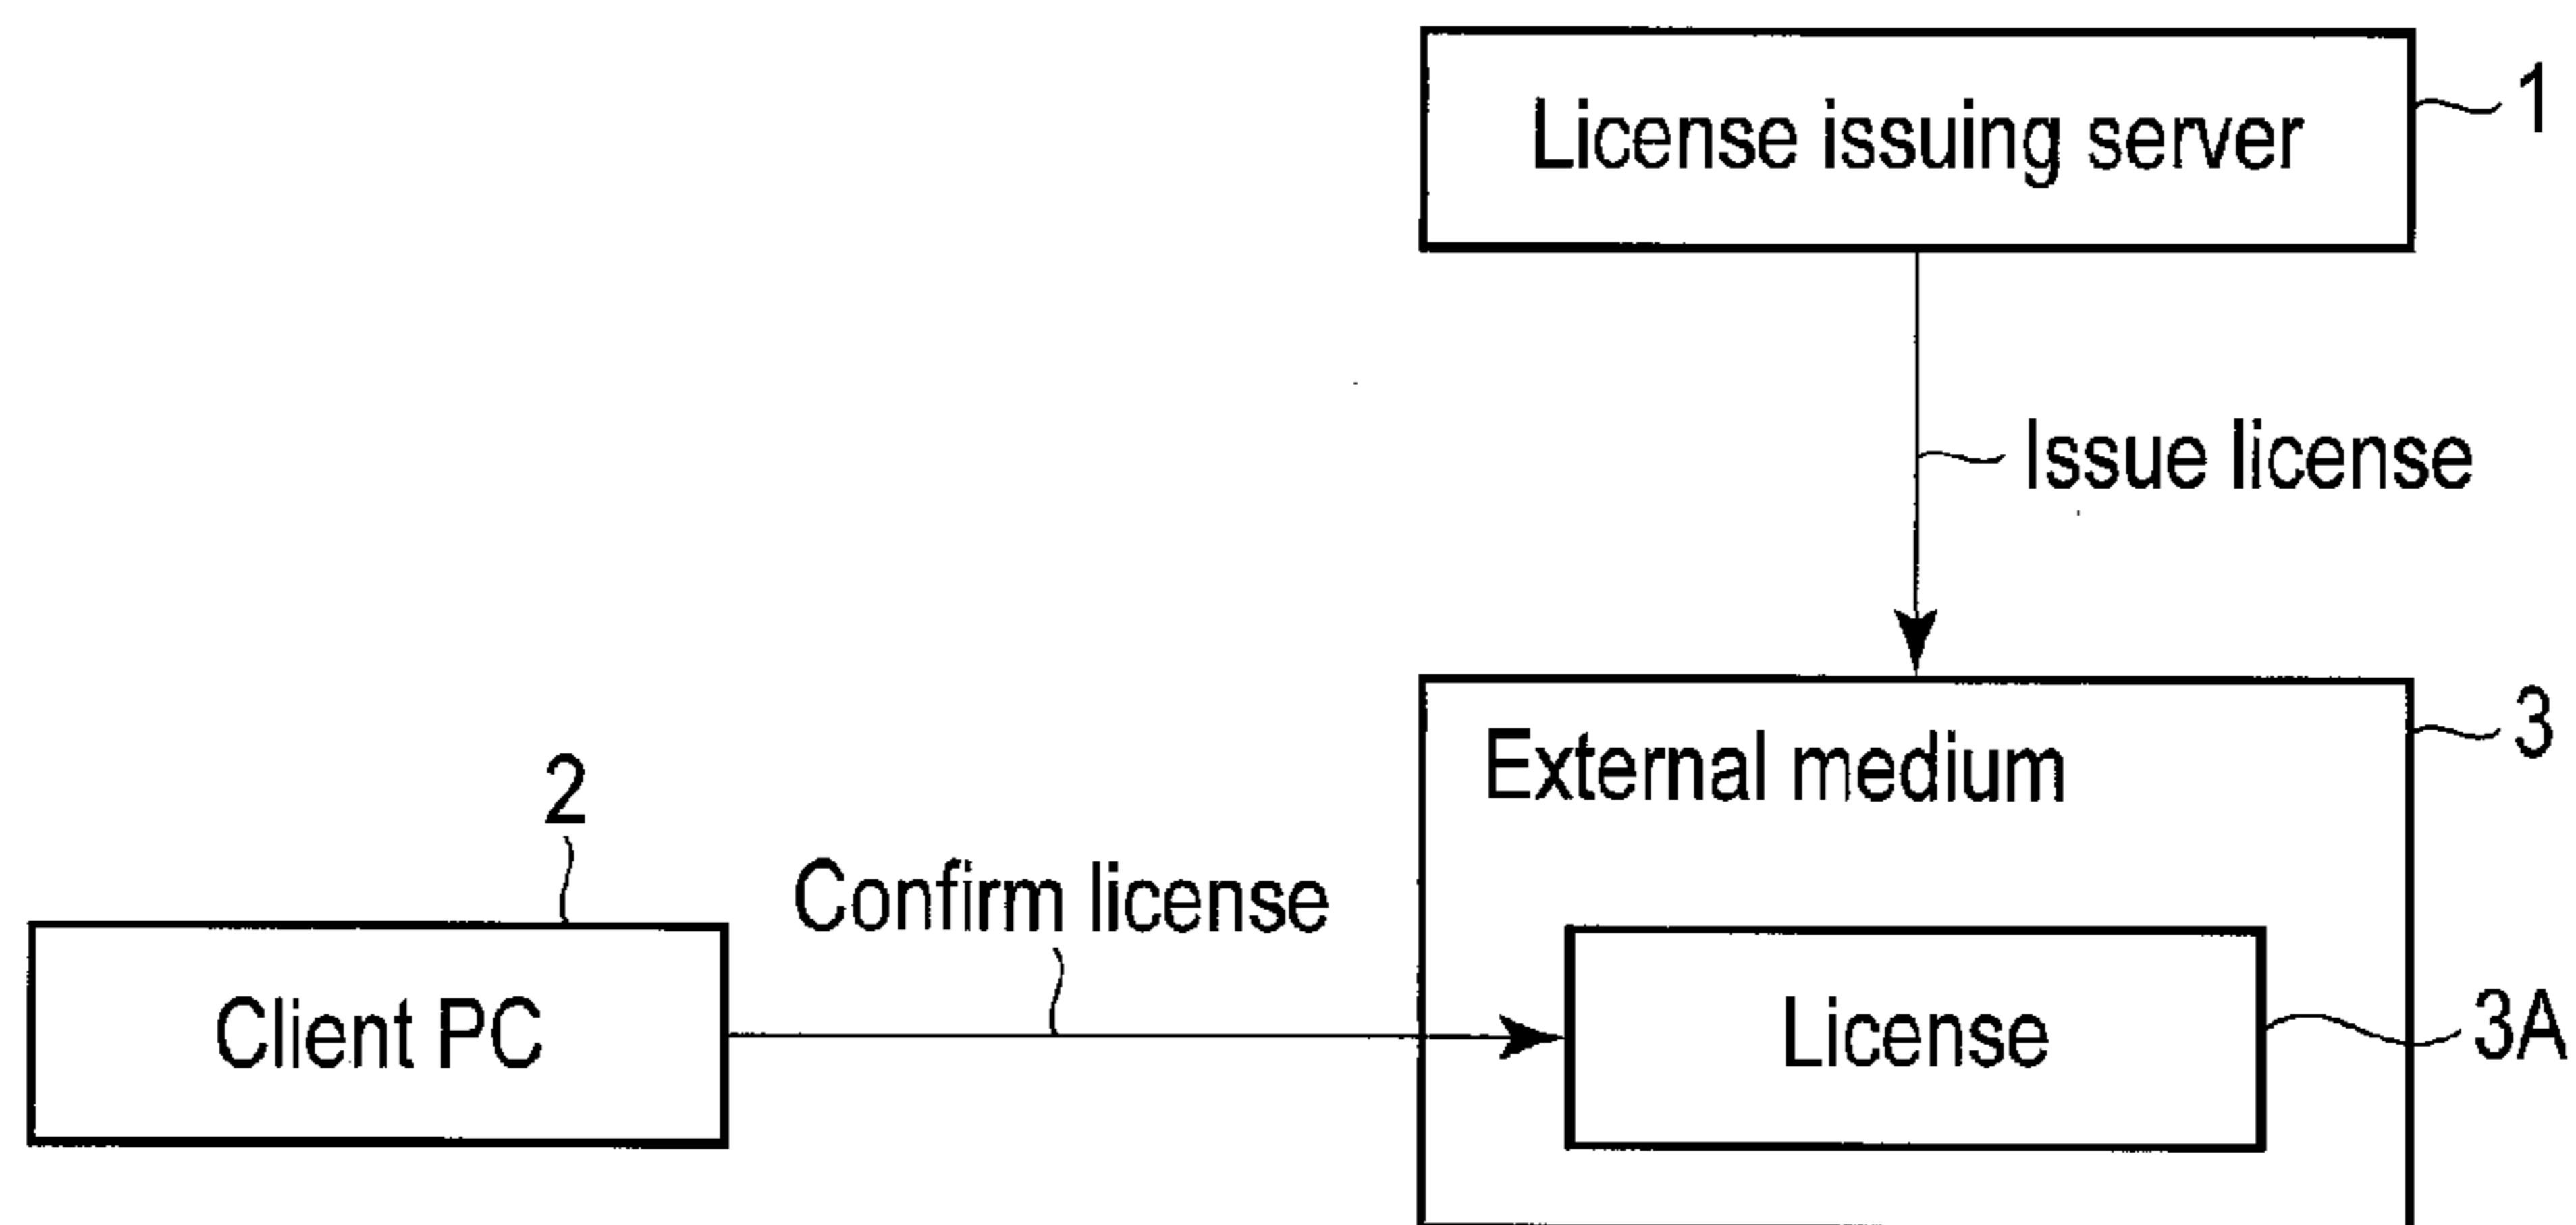 License issuing server
1
Issue license
External medium
3
2
Confirm license
Client PC
License
3A